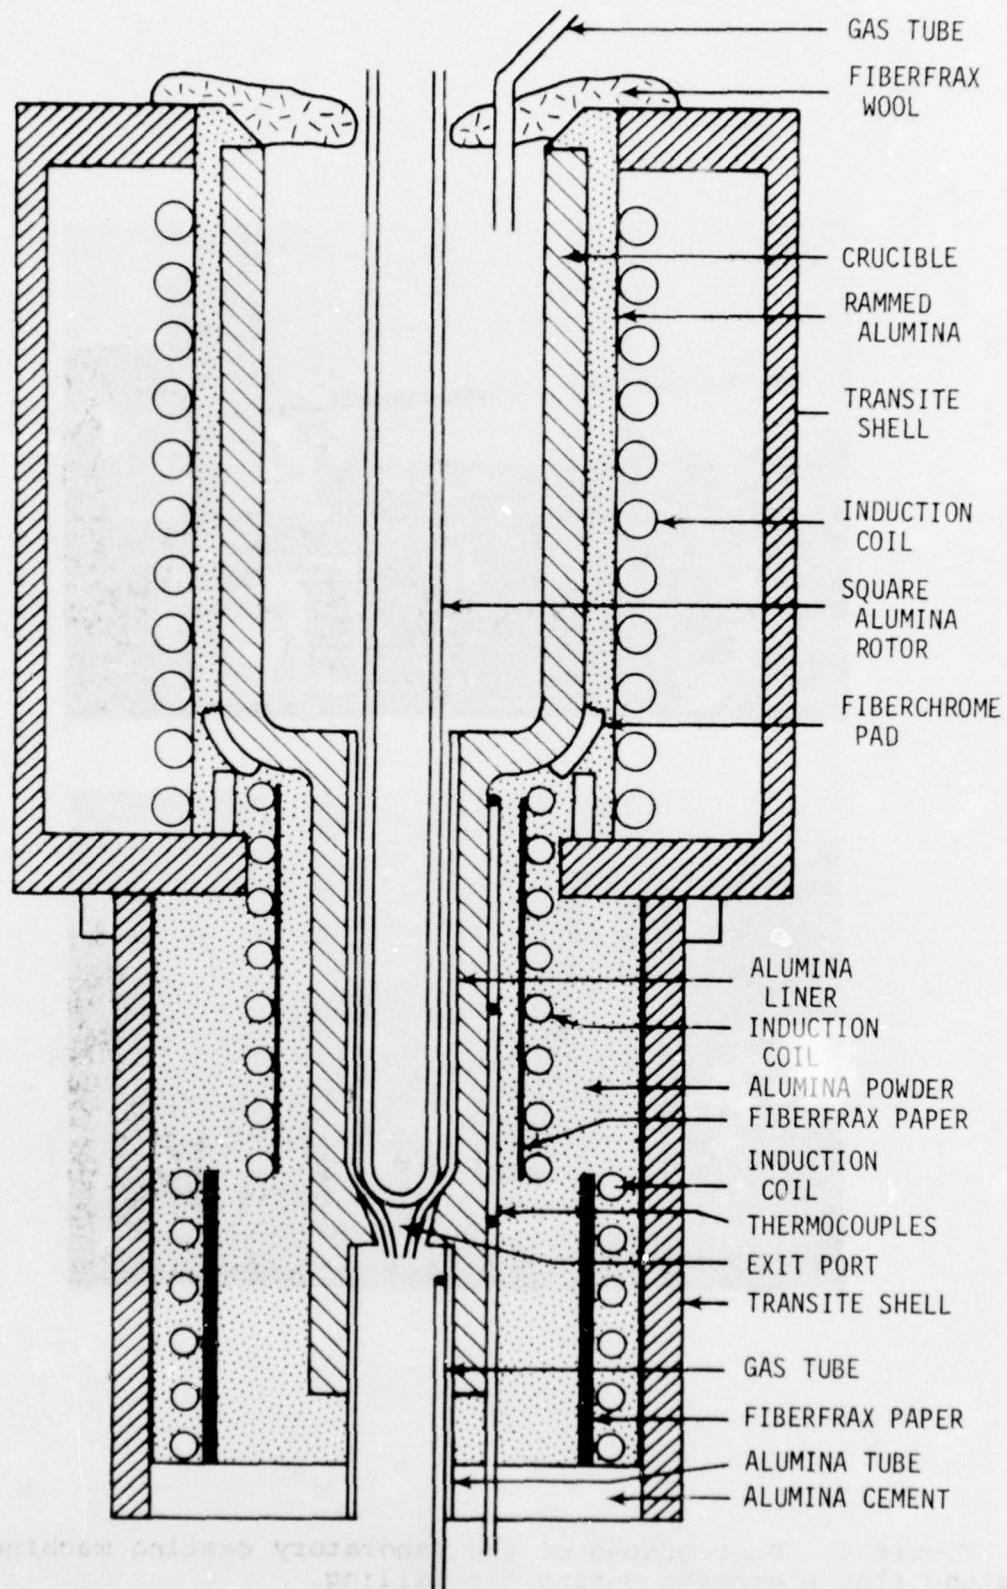 GAS TUBE
FIBERFRAX
WOOL
CRUCIBLE
RAMMED
ALUMINA
TRANSITE
SHELL
INDUCTION
COIL
SQUARE
ALUMINA
ROTOR
FIBERCHROME
PAD
ALUMINA
LINER
INDUCTION
COIL
ALUMINA POWDER
FIBERFRAX PAPER
INDUCTION
COIL
THERMOCOUPLES
EXIT PORT
TRANSITE SHELL
GAS TUBE
FIBERFRAX PAPER
ALUMINA TUBE
ALUMINA CEMENT